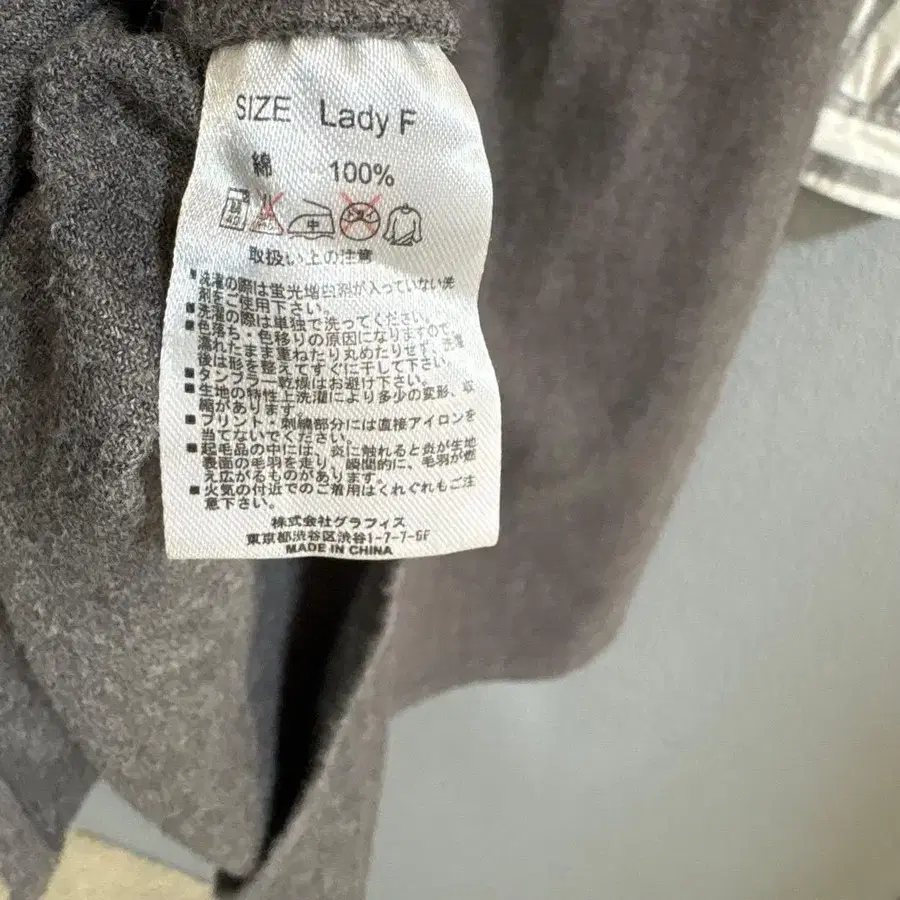 SIZE Lady F
綿 100%
中
取扱い上の注意
■洗濯の際は蛍光増白剤が入っていない洗
剤をご使用下さい。
■洗濯の際は単独で洗ってください。
■色落ち・色移りの原因になりますので、
濡れたまま重ねたり丸めたりせず、洗濯
後は形を整えてすぐに干して下さい。
■タンブラー乾燥はお避け下さい。
■生地の特性上洗濯により多少の変形、収
縮があります。
■プリント・刺繍部分には直接アイロンを
当てないでください。
■起毛品の中には、炎に触れると炎が生地
表面の毛羽を走り、瞬間的に、毛羽が燃
え広がるものがあります。
■火気の付近でのご着用はくれぐれもご注
意下さい。
株式会社グラフィス
東京都渋谷区渋谷1-7-7-5F
MADE IN CHINA